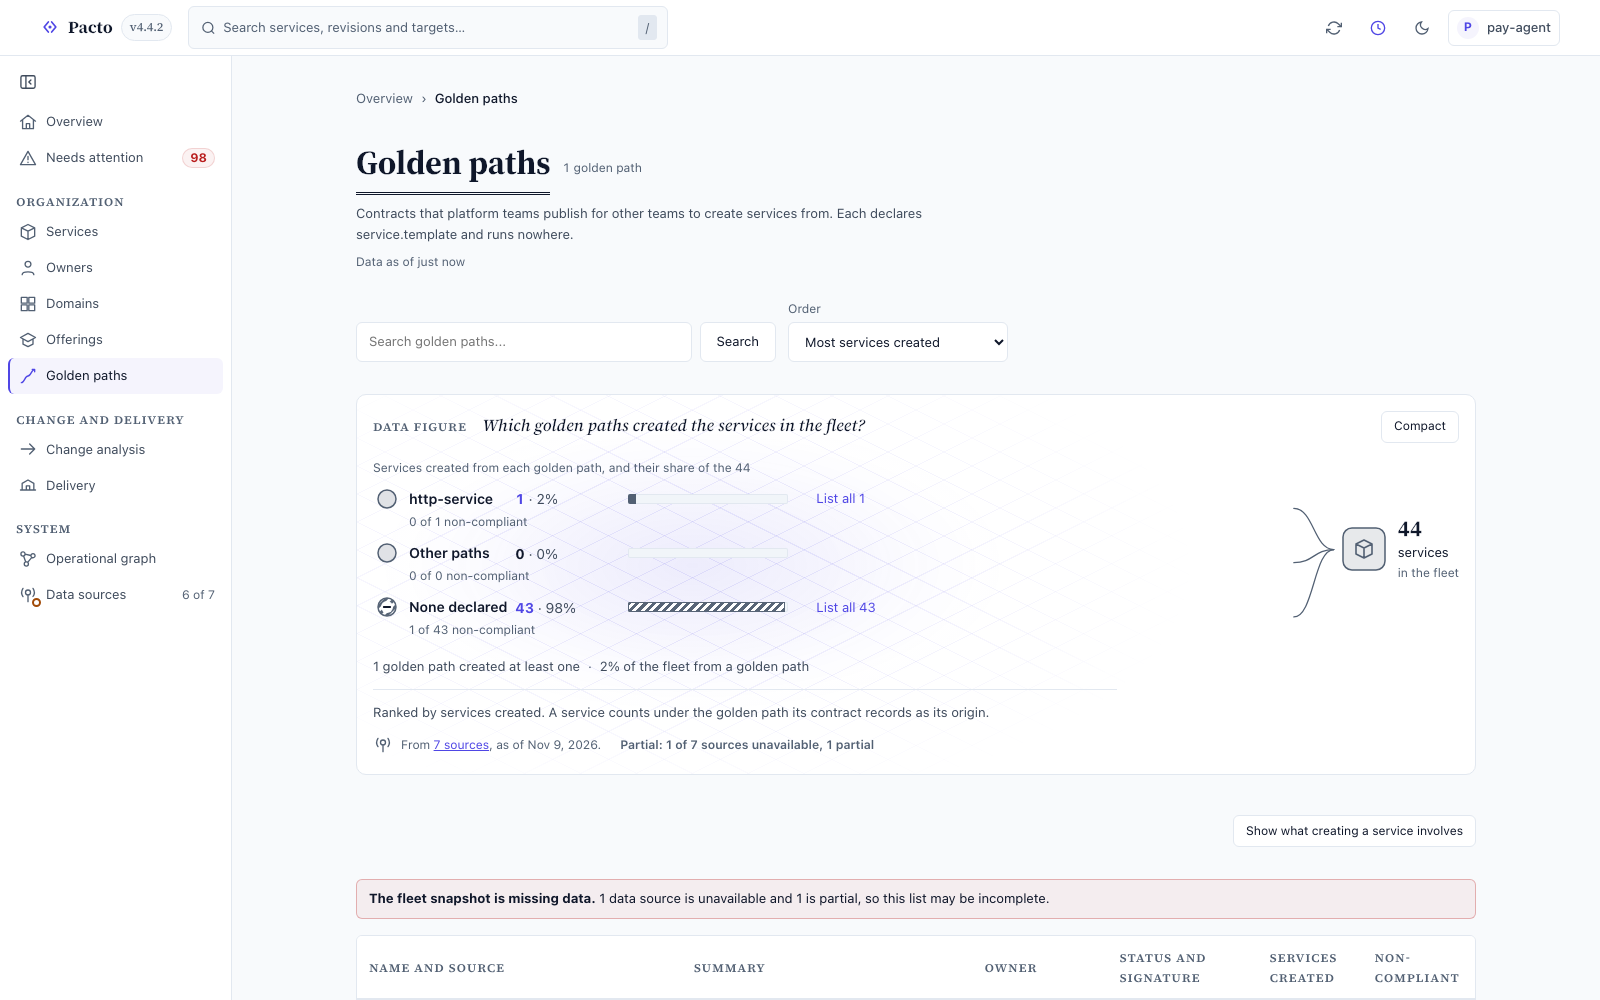 Pacto v4.4.2
Search services, revisions and targets... /
P pay-agent
Overview
Needs attention 98
ORGANIZATION
Services
Owners
Domains
Offerings
Golden paths
CHANGE AND DELIVERY
Change analysis
Delivery
SYSTEM
Operational graph
Data sources 6 of 7
Overview › Golden paths
Golden paths 1 golden path
Contracts that platform teams publish for other teams to create services from. Each declares
service.template and runs nowhere.
Data as of just now
Order
Search golden paths... Search Most services created
DATA FIGURE Which golden paths created the services in the fleet? Compact
Services created from each golden path, and their share of the 44
http-service 1 · 2% List all 1
0 of 1 non-compliant
Other paths 0 · 0%
0 of 0 non-compliant
None declared 43 · 98% List all 43
1 of 43 non-compliant
44
services
in the fleet
1 golden path created at least one · 2% of the fleet from a golden path
Ranked by services created. A service counts under the golden path its contract records as its origin.
From 7 sources, as of Nov 9, 2026. Partial: 1 of 7 sources unavailable, 1 partial
Show what creating a service involves
The fleet snapshot is missing data. 1 data source is unavailable and 1 is partial, so this list may be incomplete.
NAME AND SOURCE SUMMARY OWNER STATUS AND SIGNATURE SERVICES CREATED NON-COMPLIANT